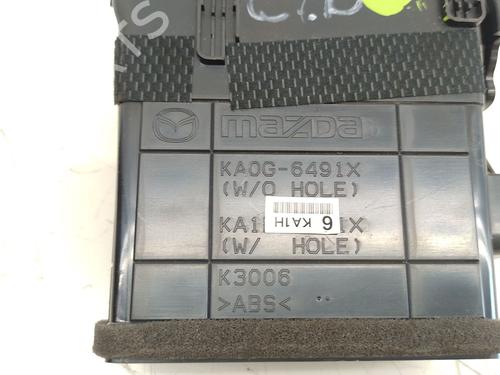 mazda
KA0G-6491X
(W/O HOLE)
6 KA1H
(W/ HOLE)
K3006
>ABS<